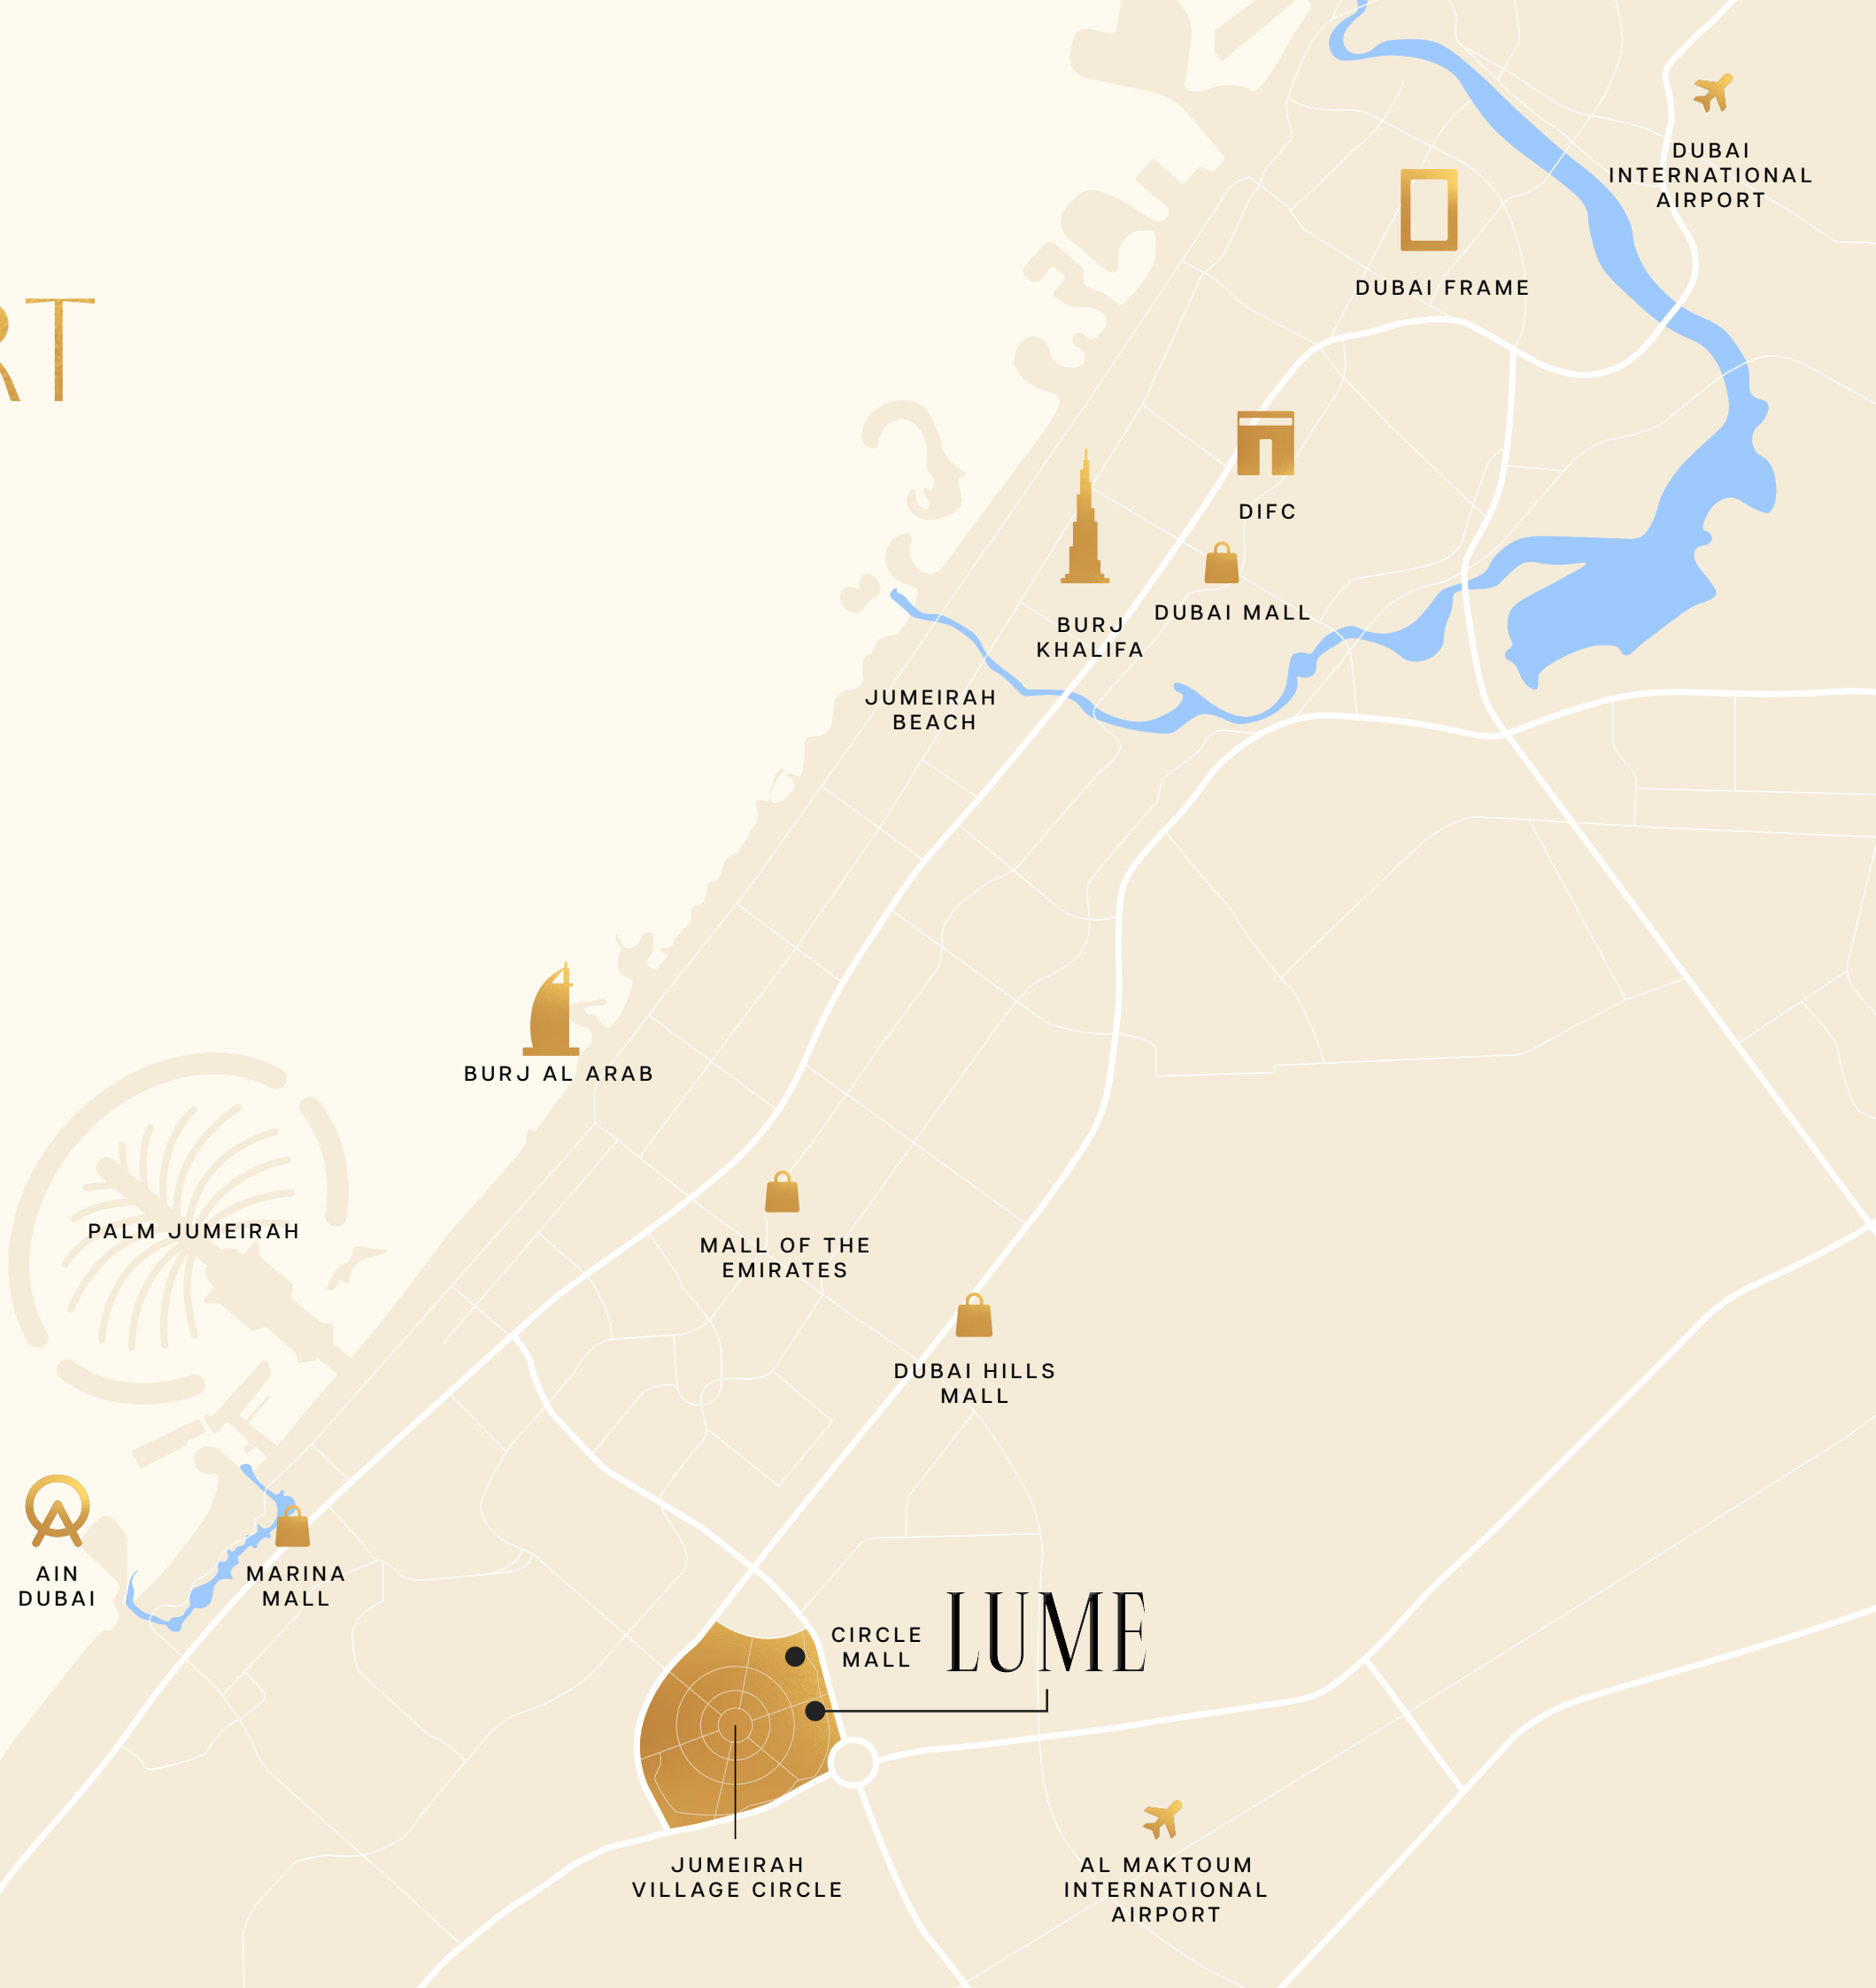 DUBAI
INTERNATIONAL
AIRPORT
DUBAI FRAME
RT
DIFC
DUBAI MALL
BURJ
KHALIFA
JUMEIRAH
BEACH
BURJ AL ARAB
PALM JUMEIRAH
MALL OF THE
EMIRATES
DUBAI HILLS
MALL
AIN
DUBAI
MARINA
MALL
CIRCLE
MALL
LUME
JUMEIRAH
VILLAGE CIRCLE
AL MAKTOUM
INTERNATIONAL
AIRPORT